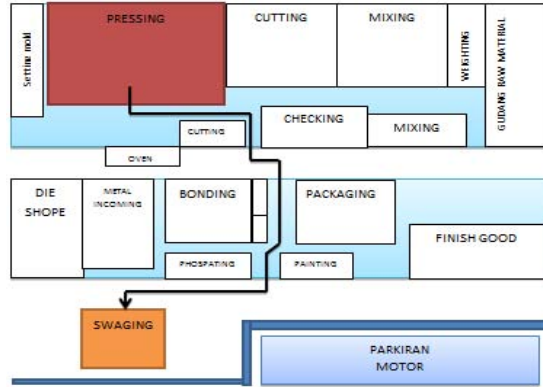 Setting mold
PRESSING
CUTTING
MIXING
WEIGHTING
GUDANG RAW MATERIAL
CHECKING
MIXING
CUTTING
OVEN
DIE
SHOPE
METAL
INCOMING
BONDING
PACKAGING
FINISH GOOD
PHOSPATING
PAINTING
SWAGING
PARKIRAN
MOTOR